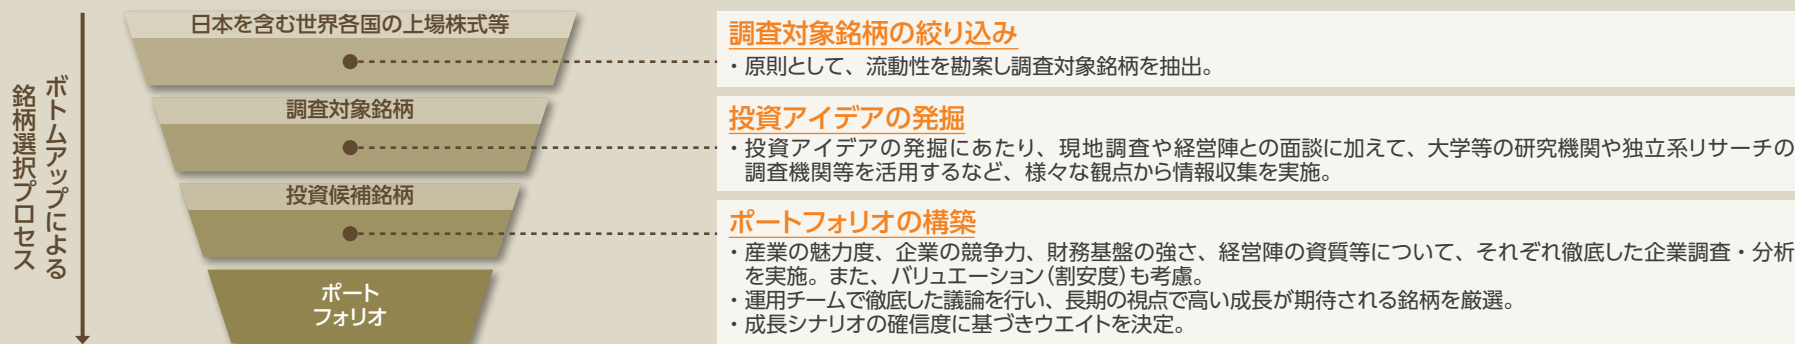 ボトムアップによる
銘柄選択プロセス
日本を含む世界各国の上場株式等
調査対象銘柄
投資候補銘柄
ポート
フォリオ
調査対象銘柄の絞り込み
・原則として、流動性を勘案し調査対象銘柄を抽出。
投資アイデアの発掘
・投資アイデアの発掘にあたり、現地調査や経営陣との面談に加えて、大学等の研究機関や独立系リサーチの
調査機関等を活用するなど、様々な観点から情報収集を実施。
ポートフォリオの構築
・産業の魅力度、企業の競争力、財務基盤の強さ、経営陣の資質等について、それぞれ徹底した企業調査・分析
を実施。また、バリュエーション（割安度）も考慮。
・運用チームで徹底した議論を行い、長期の視点で高い成長が期待される銘柄を厳選。
・成長シナリオの確信度に基づきウエイトを決定。